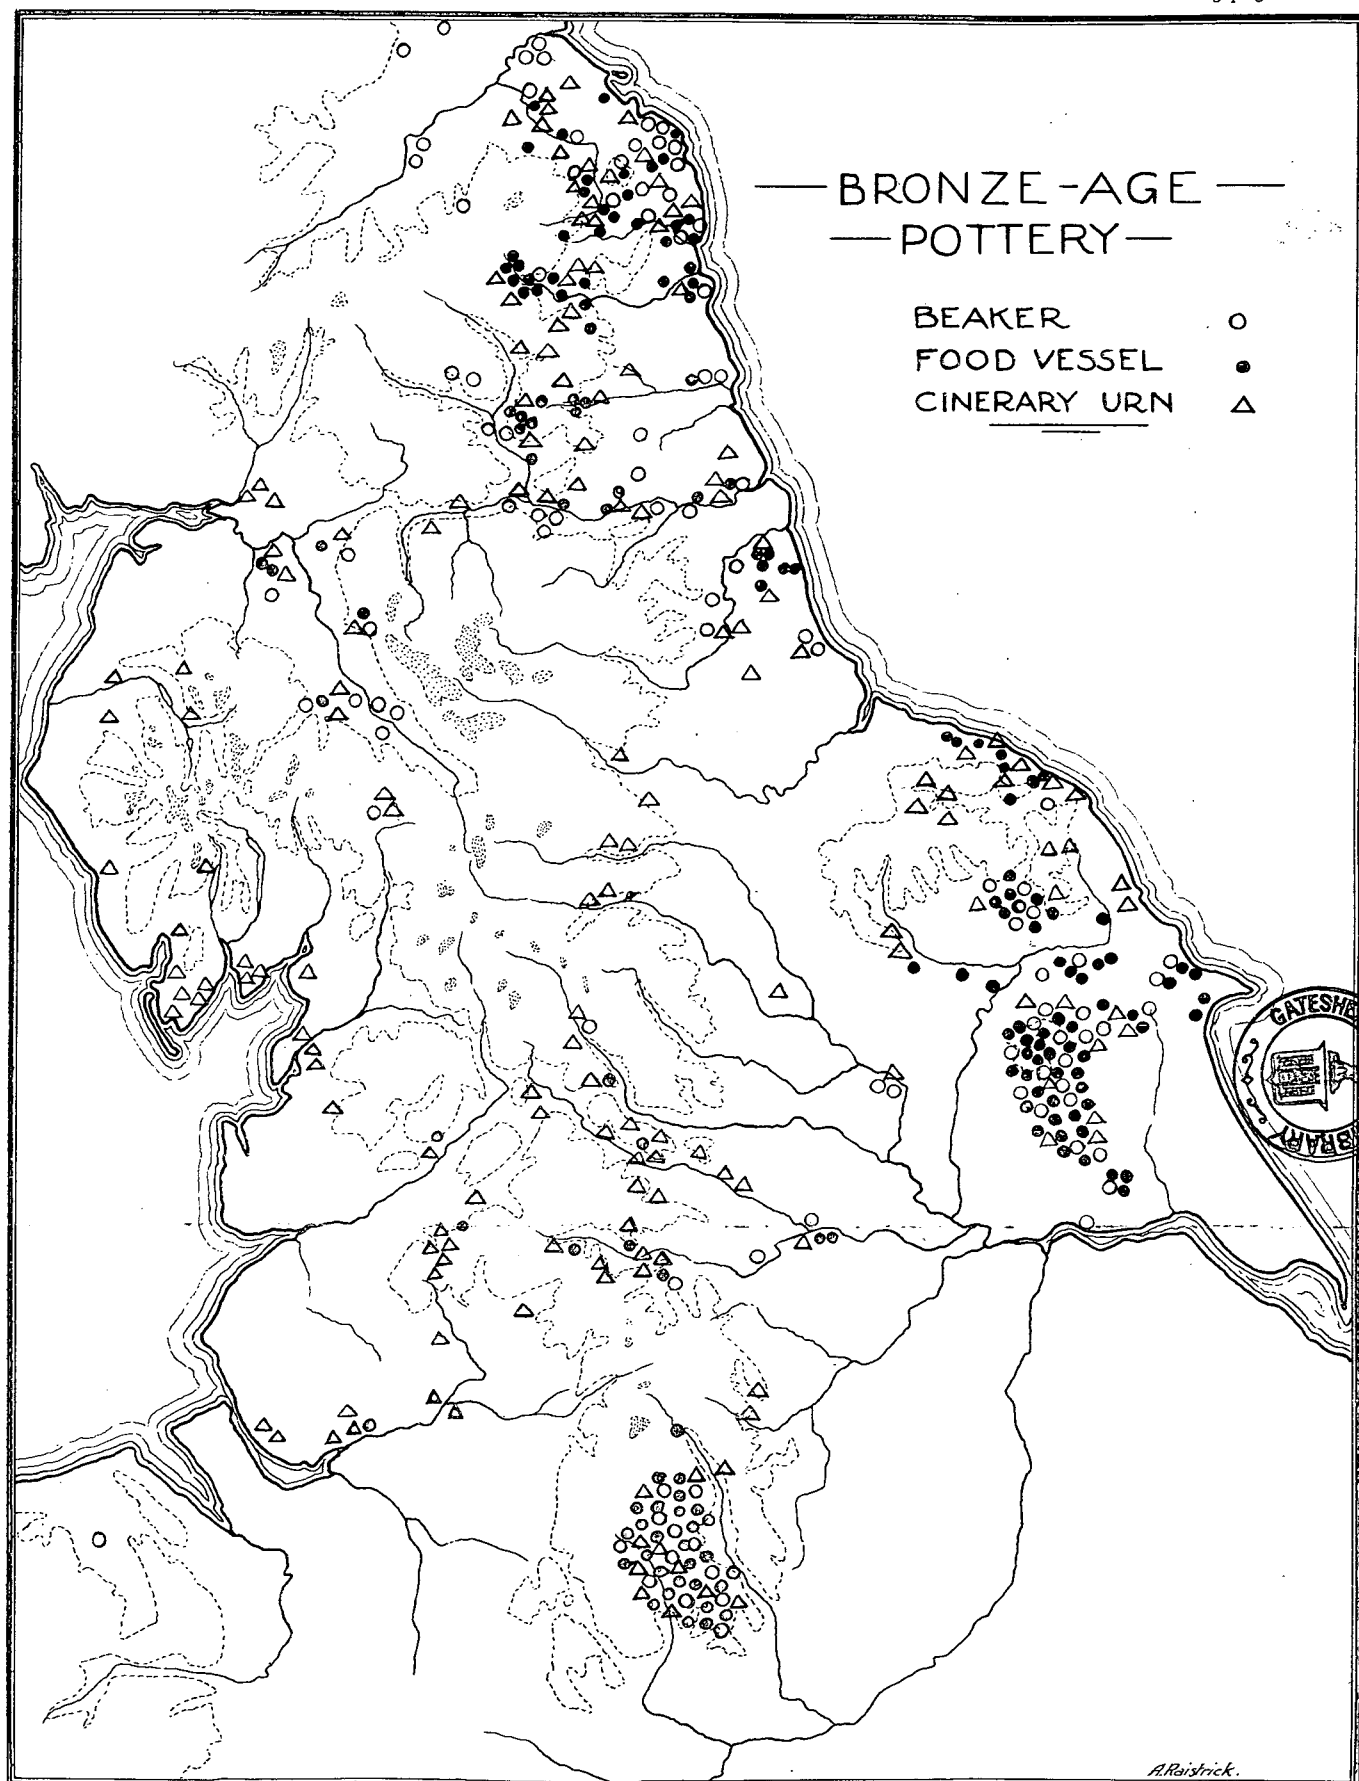 — BRONZE-AGE —
— POTTERY —
BEAKER
FOOD VESSEL
CINERARY URN
GATESHE
BRARY
A. Raistrick.